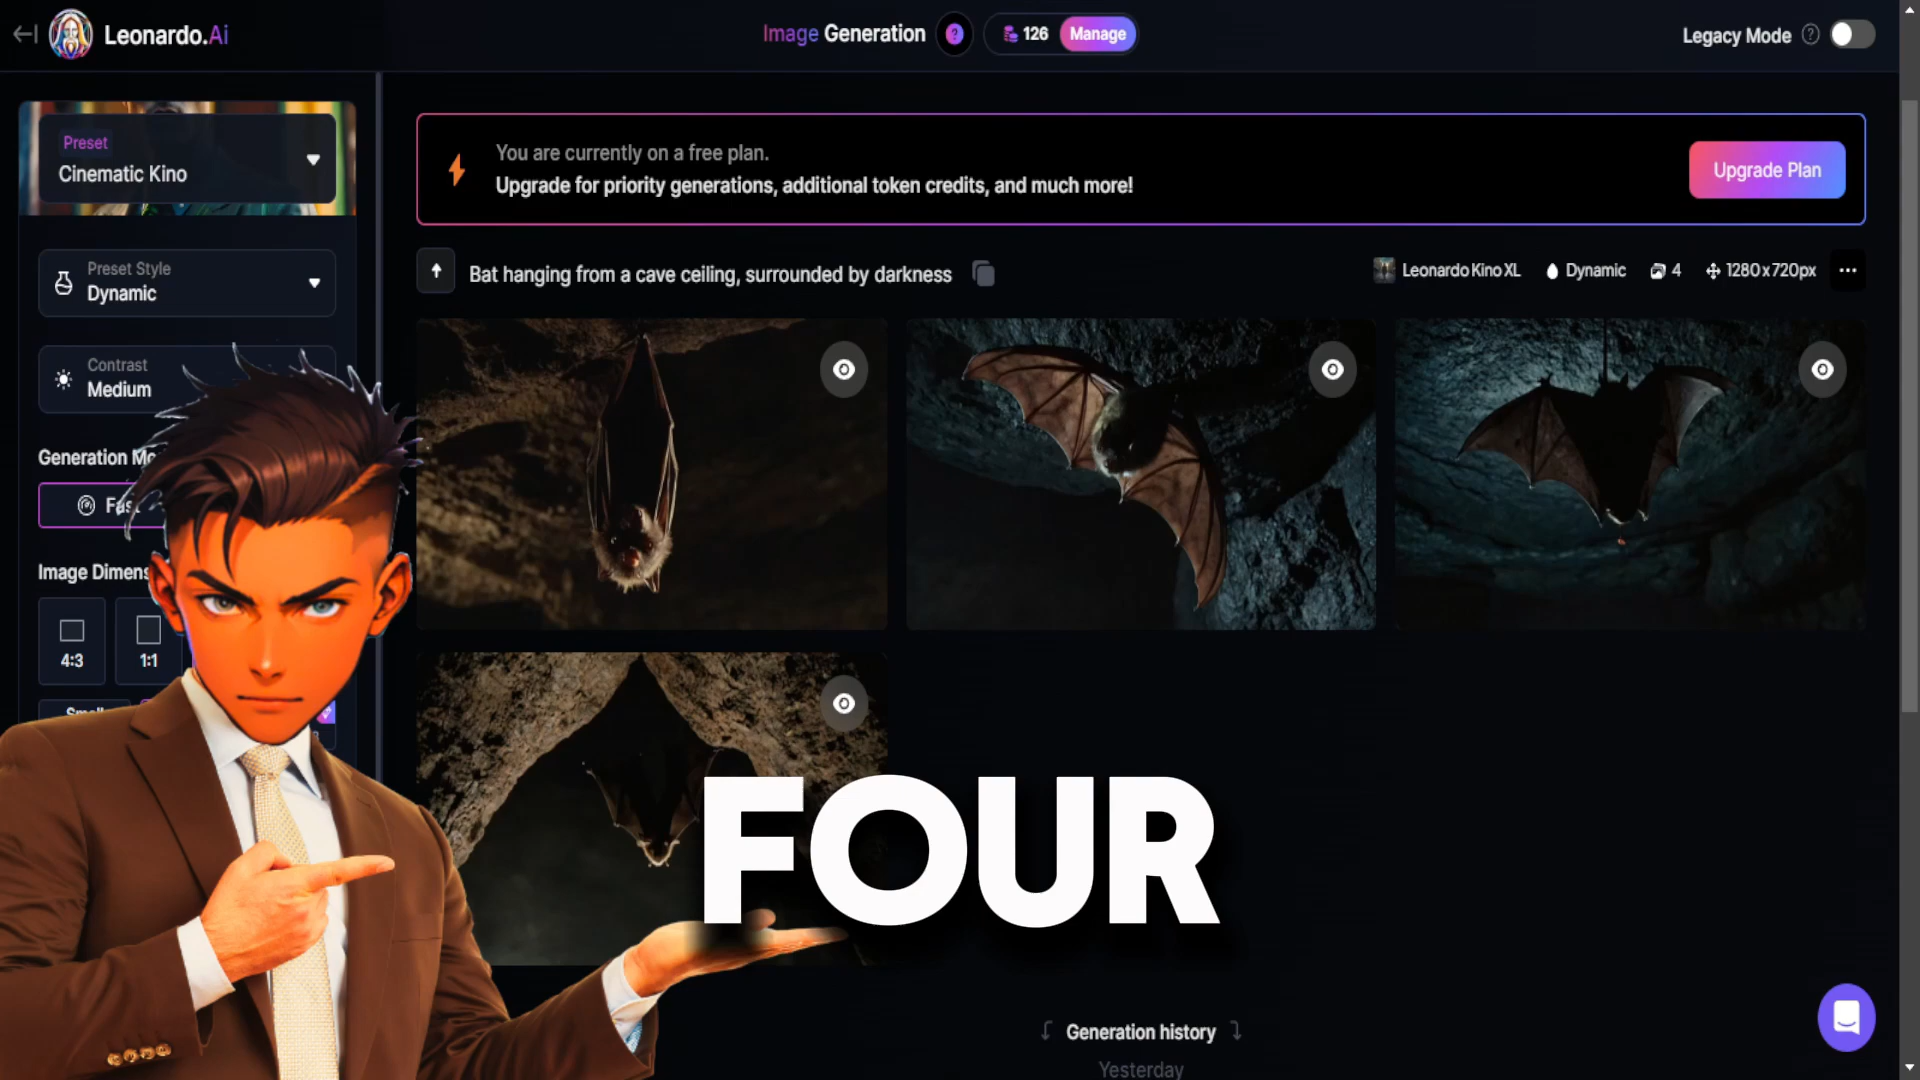 Leonardo.Ai
Image Generation
?
126
Manage
Legacy Mode ?
Preset
Cinematic Kino
You are currently on a free plan.
Upgrade for priority generations, additional token credits, and much more!
Upgrade Plan
Preset Style
Dynamic
Bat hanging from a cave ceiling, surrounded by darkness
Leonardo Kino XL
Dynamic
4
1280x720px
Contrast
Medium
Generation Mo
Fas
Image Dimens
4:3
1:1
FOUR
Generation history
Yesterday